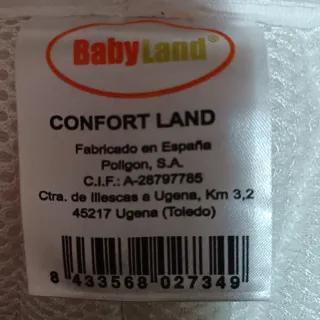 BabyLand®
CONFORT LAND
Fabricado en España
Poligon, S.A.
C.I.F.: A-28797785
Ctra. de Illescas a Ugena, Km 3,2
45217 Ugena (Toledo)
8 433568 027349